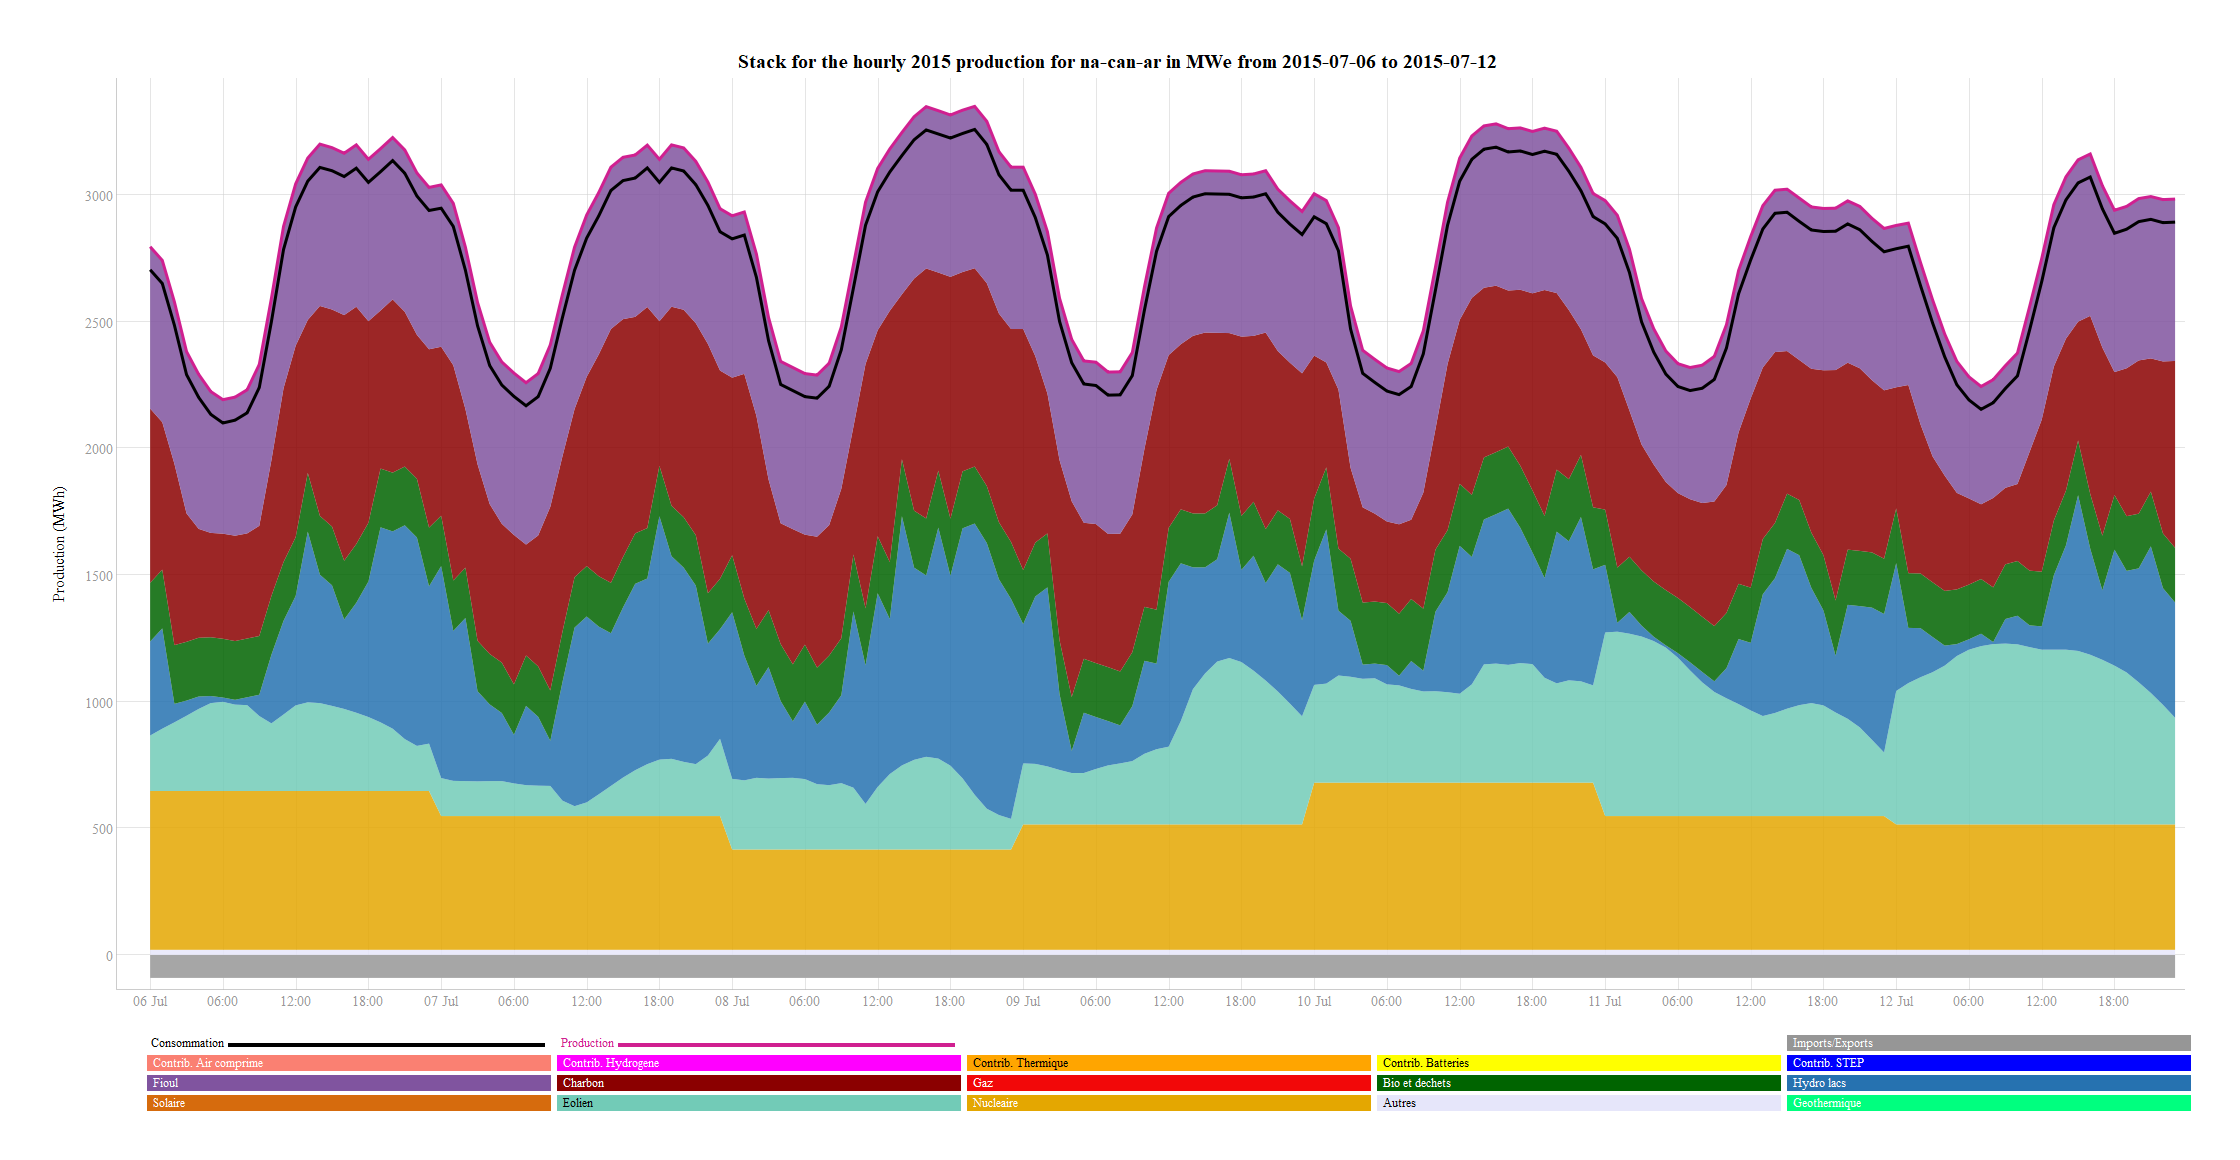 Stack for the hourly 2015 production for na-can-ar in MWe from 2015-07-06 to 2015-07-12
Production (MWh)
3000
2500
2000
1500
1000
500
0
06 Jul 06:00 12:00 18:00 07 Jul 06:00 12:00 18:00 08 Jul 06:00 12:00 18:00 09 Jul 06:00 12:00 18:00 10 Jul 06:00 12:00 18:00 11 Jul 06:00 12:00 18:00 12 Jul 06:00 12:00 18:00
Consommation Production Imports/Exports
Contrib. Air comprime Contrib. Hydrogene Contrib. Thermique Contrib. Batteries Contrib. STEP
Fioul Charbon Gaz Bio et dechets Hydro lacs
Solaire Eolien Nucleaire Autres Geothermique